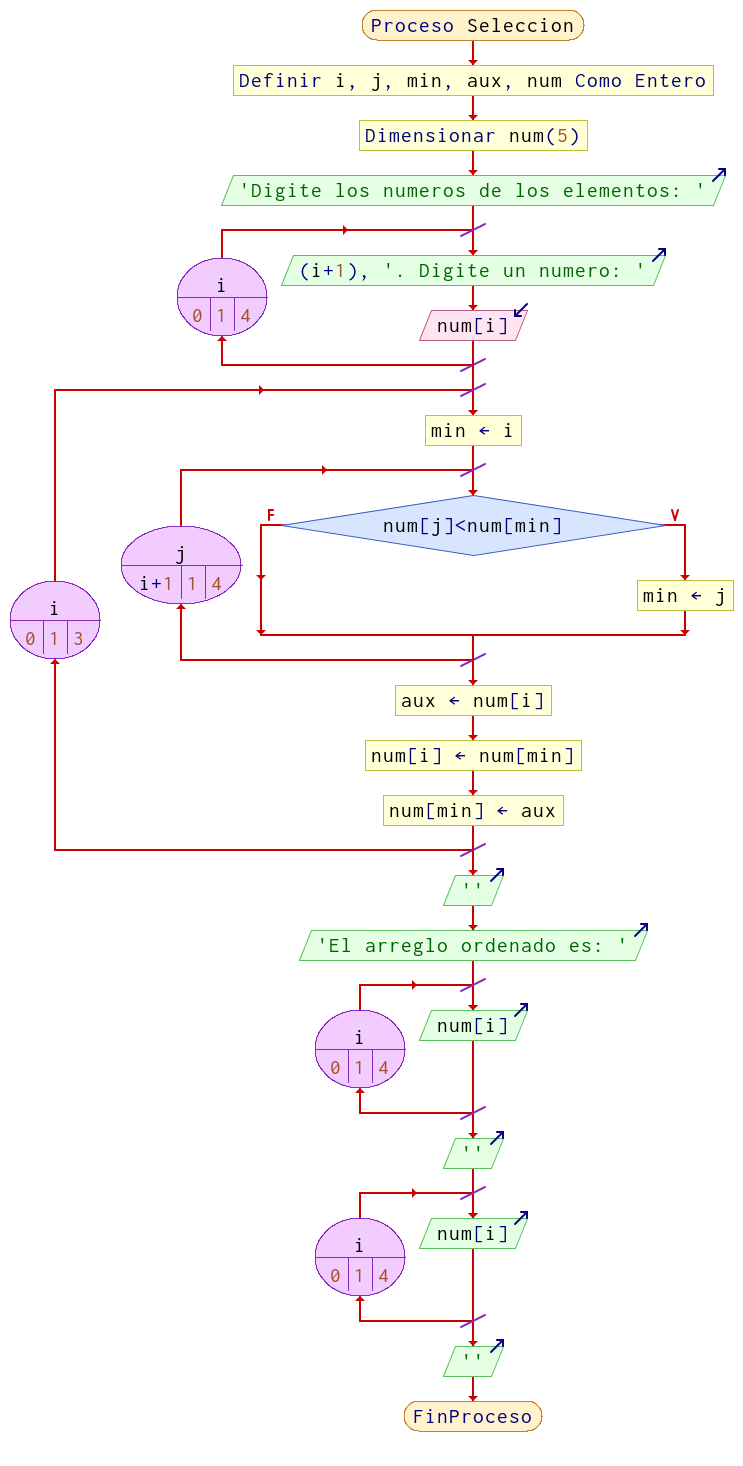 Proceso Seleccion
Definir i, j, min, aux, num Como Entero
Dimensionar num(5)
'Digite los numeros de los elementos: '
i
0 1 4
(i+1), '. Digite un numero: '
num[i]
i
0 1 3
min ← i
j
i+1 1 4
F
num[j]<num[min]
V
min ← j
aux ← num[i]
num[i] ← num[min]
num[min] ← aux
''
'El arreglo ordenado es: '
i
0 1 4
num[i]
''
i
0 1 4
num[i]
''
FinProceso